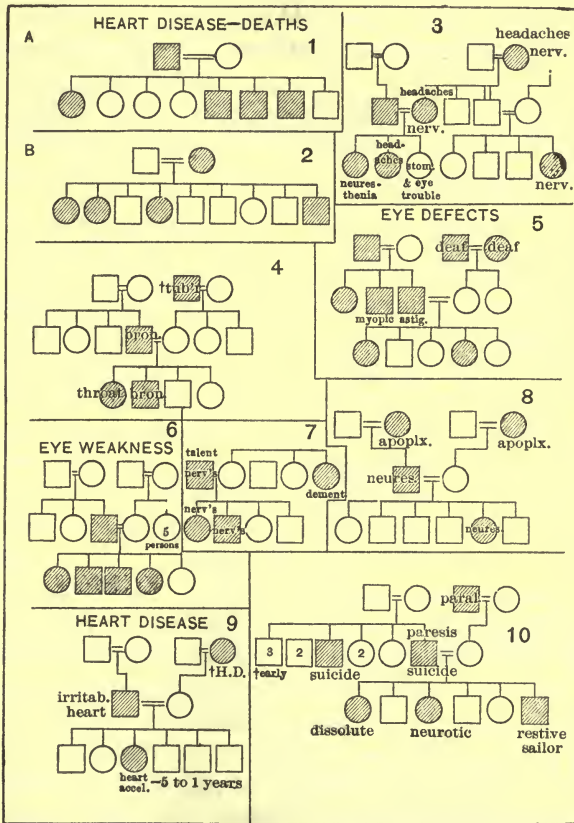 A
HEART DISEASE—DEATHS
1
B
2
3
headaches
nerv.
headaches
nerv.
head-
aches
stom.
& eye
trouble
neures-
thenia
nerv.
4
†tub'r
bron.
throat
bron.
EYE DEFECTS
5
deaf
deaf
myopic
astig.
6
EYE WEAKNESS
5
persons
7
talent
nerv's
dement
nerv's
nerv's
8
apoplx.
apoplx.
neures.
neures.
HEART DISEASE
9
†H.D.
irritab.
heart
heart
accel.
—5 to 1 years
10
paral.
paresis
3
2
2
†early
suicide
suicide
dissolute
neurotic
restive
sailor